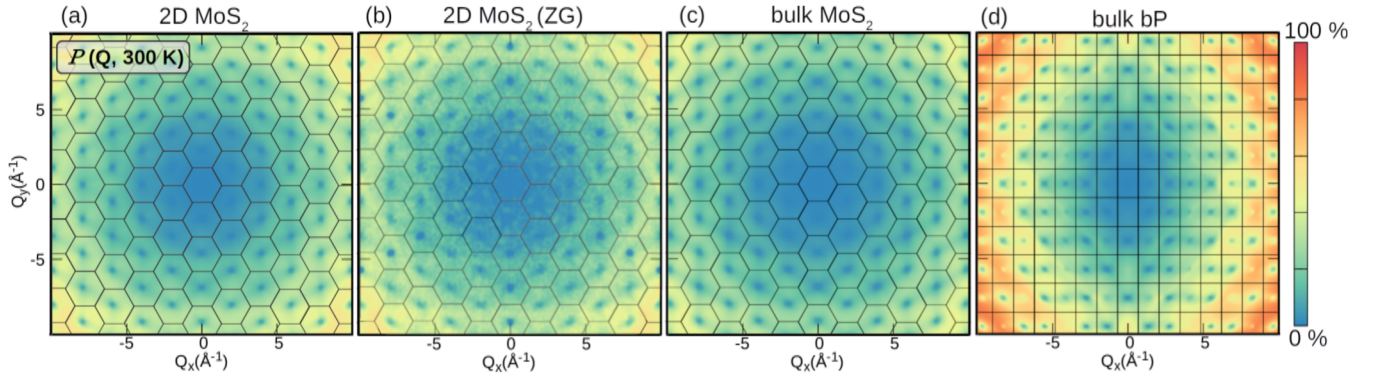 (a) 2D MoS₂
(b) 2D MoS₂ (ZG)
(c) bulk MoS₂
(d) bulk bP
100 %
P (Q, 300 K)
5
0
-5
Qy(Å⁻¹)
0 %
-5 0 5
-5 0 5
-5 0 5
-5 0 5
Qx(Å⁻¹)
Qx(Å⁻¹)
Qx(Å⁻¹)
Qx(Å⁻¹)